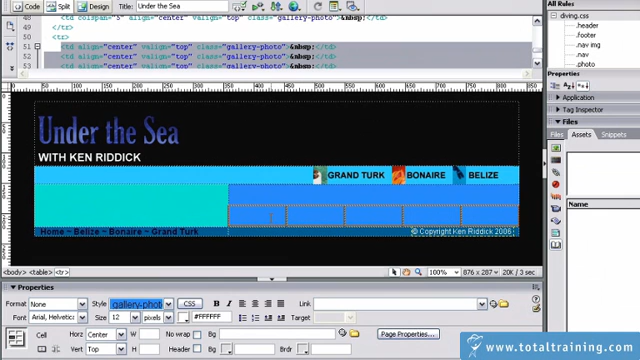 Code Split Design Title: Under the Sea
48 <td colspan="5" align="center" valign="top" class="gallery-photo">&nbsp;</td>
49 </tr>
50 <tr>
51 <td align="center" valign="top" class="gallery-photo">&nbsp;</td>
52 <td align="center" valign="top" class="gallery-photo">&nbsp;</td>
53 <td align="center" valign="top" class="gallery-photo">&nbsp;</td>
All Rules
diving.css
.header
.footer
.nav img
.nav
.photo
Properties
Application
Tag Inspector
Files
Files Assets Snippets
Name
Under the Sea
WITH KEN RIDDICK
GRAND TURK BONAIRE BELIZE
Home ~ Belize ~ Bonaire ~ Grand Turk
© Copyright Ken Riddick 2006
<body> <table> <tr>
100% 876 x 287 20K / 3 sec
Properties
Format None Style gallery-photo CSS B I Link
Font Arial, Helvetica Size 12 pixels #FFFFFF Target
Cell Horz Center W No wrap Bg Page Properties...
Vert Top H Header Bg Brdr
www.totaltraining.com